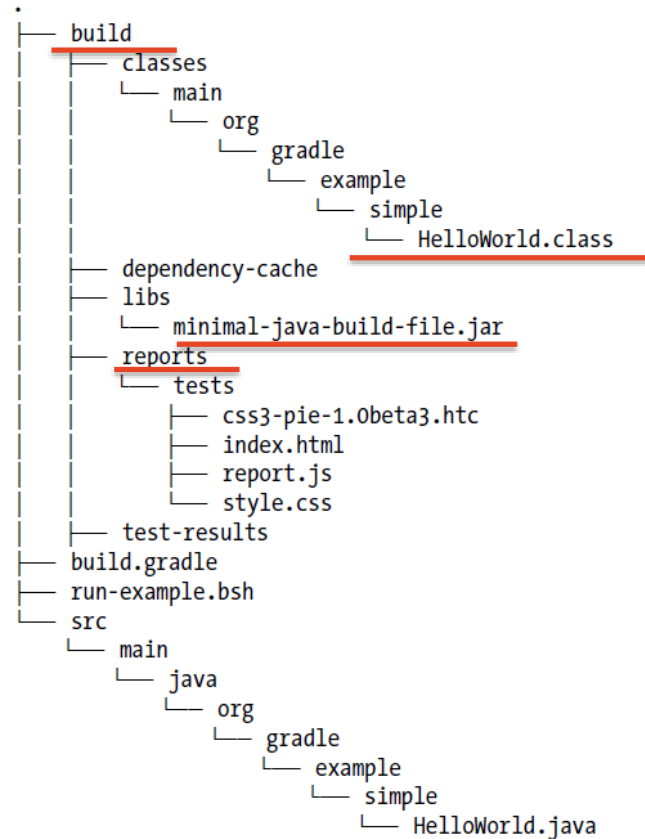 .
├── build
│   ├── classes
│   │   └── main
│   │       └── org
│   │           └── gradle
│   │               └── example
│   │                   └── simple
│   │                       └── HelloWorld.class
│   ├── dependency-cache
│   ├── libs
│   │   └── minimal-java-build-file.jar
│   ├── reports
│   │   └── tests
│   │       ├── css3-pie-1.0beta3.htc
│   │       ├── index.html
│   │       ├── report.js
│   │       └── style.css
│   ├── test-results
├── build.gradle
├── run-example.bsh
└── src
    └── main
        └── java
            └── org
                └── gradle
                    └── example
                        └── simple
                            └── HelloWorld.java